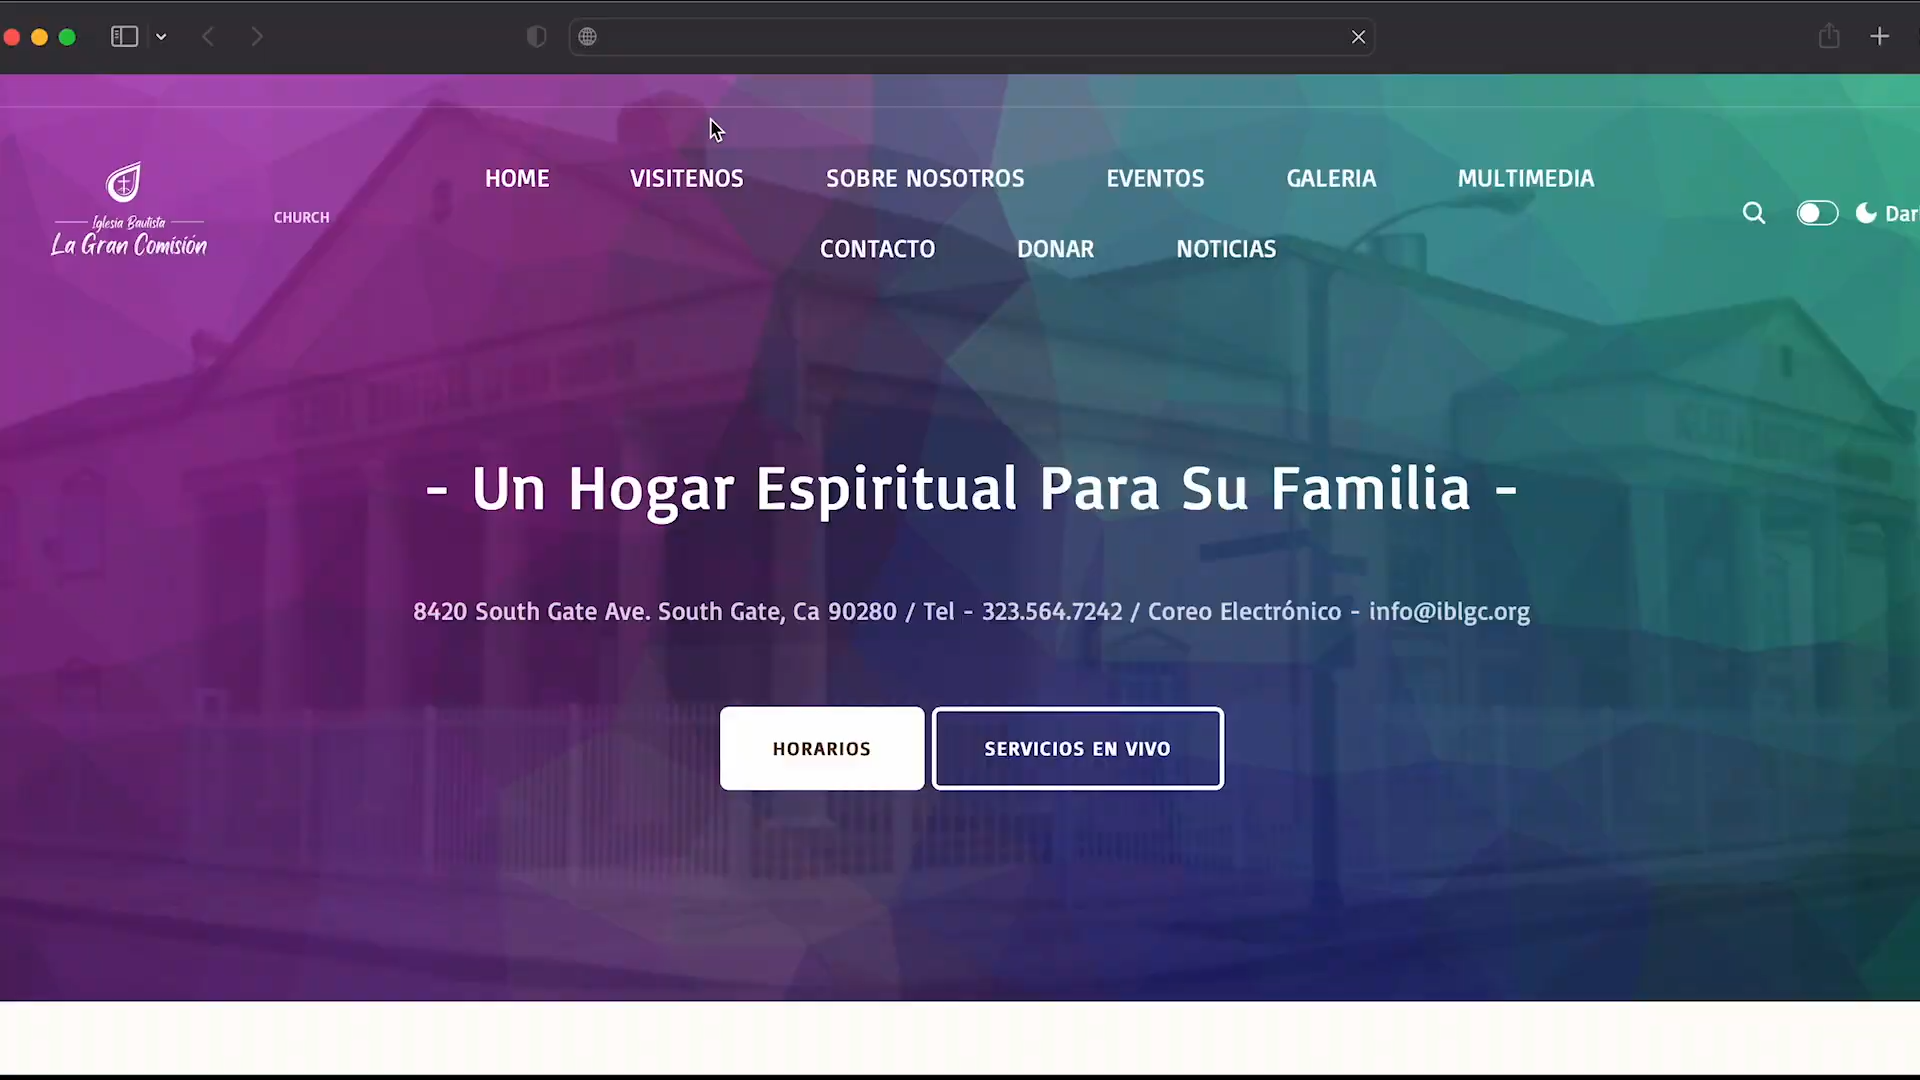 HOME VISITENOS SOBRE NOSOTROS EVENTOS GALERIA MULTIMEDIA
Iglesia Bautista
La Gran Comisión
CHURCH
Dar
CONTACTO DONAR NOTICIAS
- Un Hogar Espiritual Para Su Familia -
8420 South Gate Ave. South Gate, Ca 90280 / Tel - 323.564.7242 / Coreo Electrónico - info@iblgc.org
HORARIOS
SERVICIOS EN VIVO